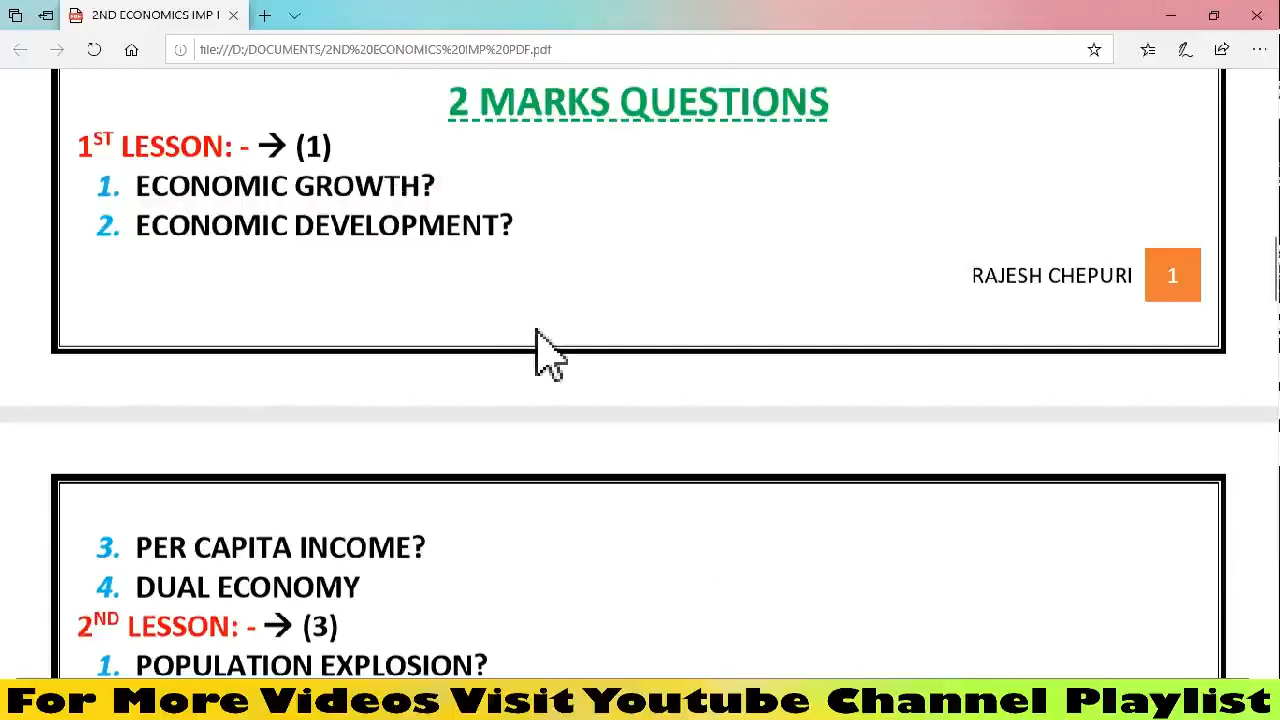 2ND ECONOMICS IMP I
file:///D:/DOCUMENTS/2ND%20ECONOMICS%20IMP%20PDF.pdf
2 MARKS QUESTIONS
1ST LESSON: - → (1)
1. ECONOMIC GROWTH?
2. ECONOMIC DEVELOPMENT?
RAJESH CHEPURI 1
3. PER CAPITA INCOME?
4. DUAL ECONOMY
2ND LESSON: - → (3)
1. POPULATION EXPLOSION?
For More Videos Visit Youtube Channel Playlist